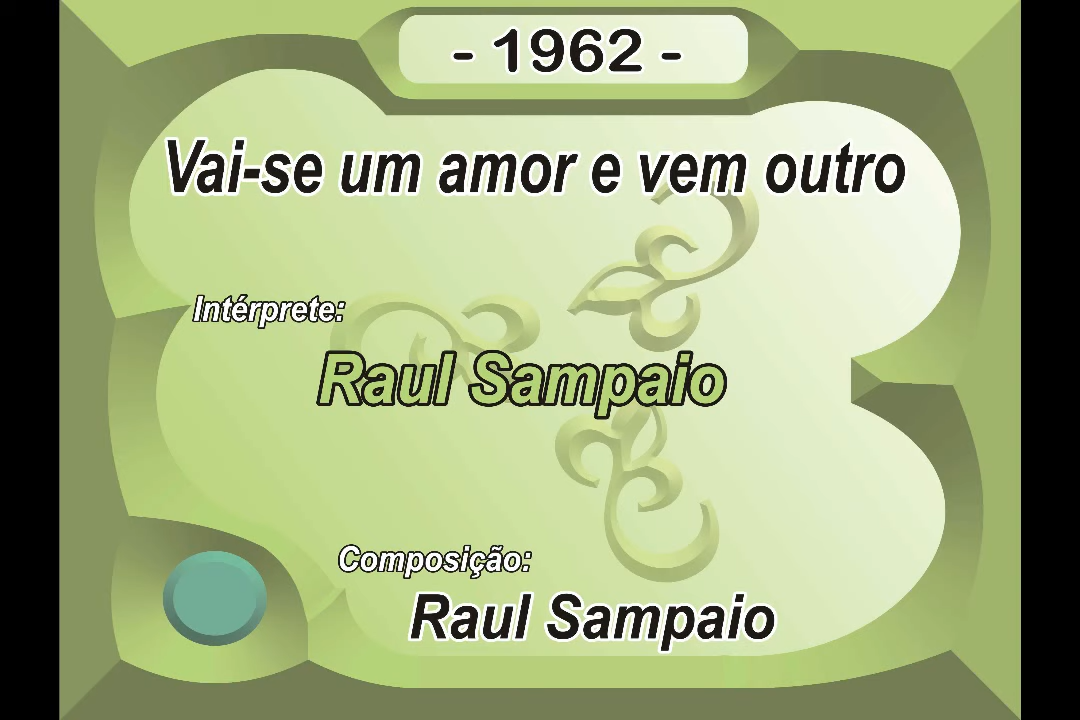 - 1962 -
Vai-se um amor e vem outro
Intérprete:
Raul Sampaio
Composição:
Raul Sampaio